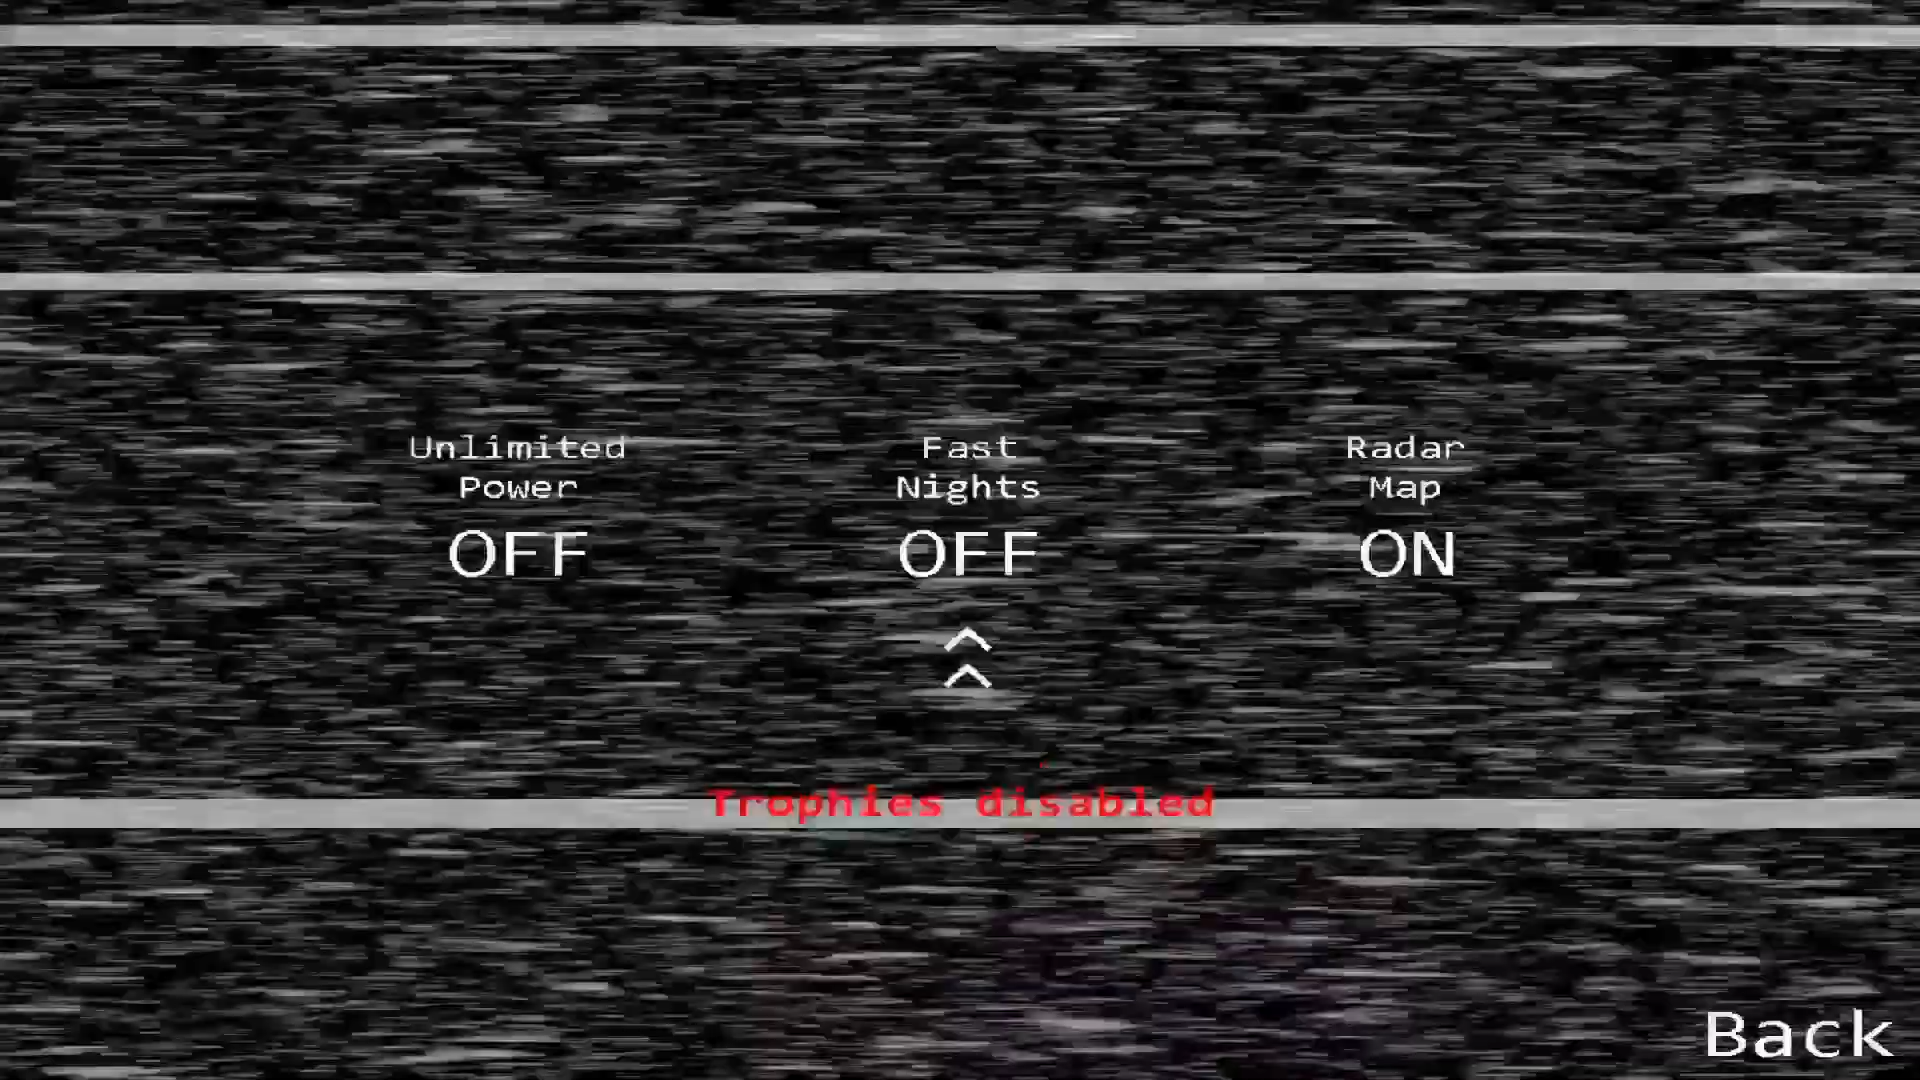 Unlimited
Power
OFF
Fast
Nights
OFF
Radar
Map
ON
Trophies disabled
Back